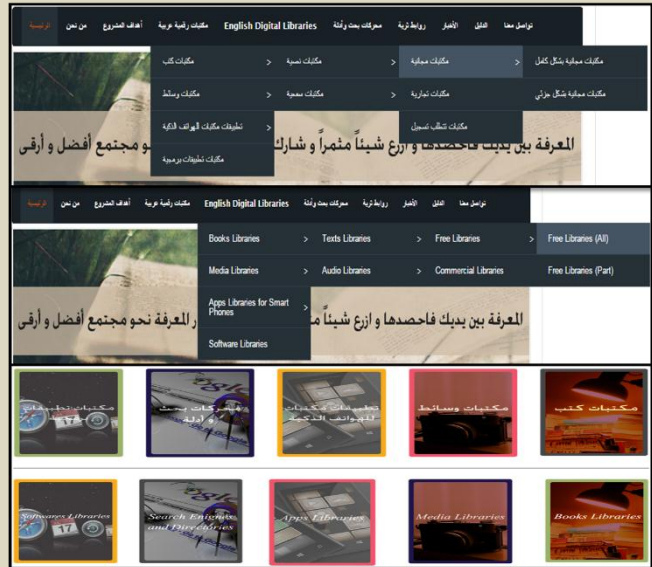 الرئيسية من نحن أهداف المشروع مكتبات رقمية عربية English Digital Libraries محركات بحث وأدلة روابط ثرية الأخبار الدليل تواصل معنا
مكتبات كتب > مكتبات نصية > مكتبات مجانية > مكتبات مجانية بشكل كامل
مكتبات وسائط > مكتبات سمعية > مكتبات تجارية مكتبات مجانية بشكل جزئي
تطبيقات مكتبات الهواتف الذكية > مكتبات تتطلب تسجيل
مكتبات تطبيقات برمجية
المعرفة بين يديك فاحصدها و ازرع شيئاً مثمراً و شارك نحو مجتمع أفضل و أرقى
الرئيسية من نحن أهداف المشروع مكتبات رقمية عربية English Digital Libraries محركات بحث وأدلة روابط ثرية الأخبار الدليل تواصل معنا
Books Libraries > Texts Libraries > Free Libraries > Free Libraries (All)
Media Libraries > Audio Libraries > Commercial Libraries Free Libraries (Part)
Apps Libraries for Smart
Phones >
Software Libraries
المعرفة بين يديك فاحصدها و ازرع شيئاً المعرفة نحو مجتمع أفضل و أرقى
مكتبات كتب
مكتبات وسائط
تطبيقات مكتبات
للهواتف الذكية
محركات بحث
و أدلة
مكتبات تطبيقات
Softwares Libraries
Search Enignes
and Directories
Apps Libraries
Media Libraries
Books Libraries